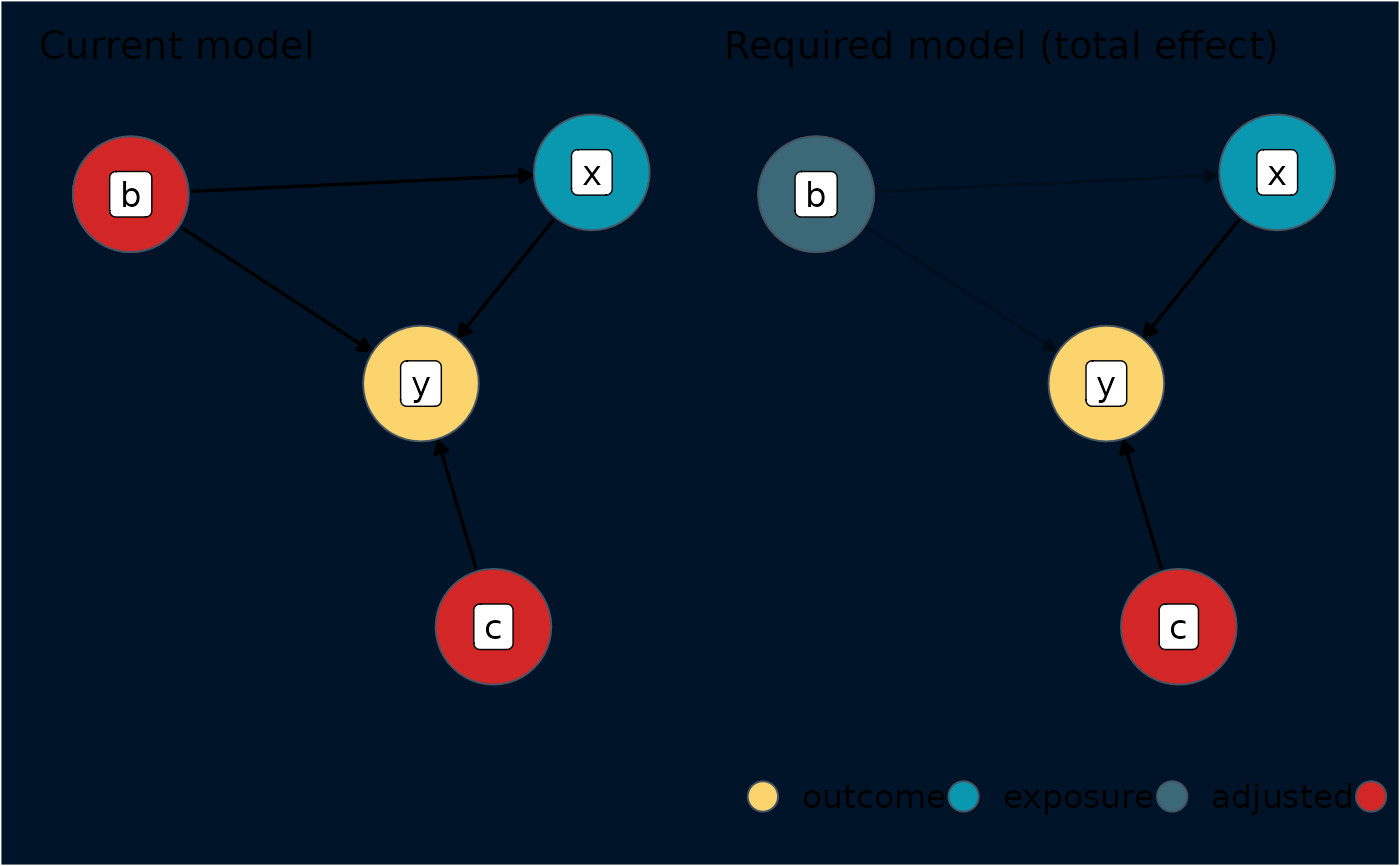 Current model
Required model (total effect)
b
x
b
x
y
y
c
c
outcome exposure adjusted